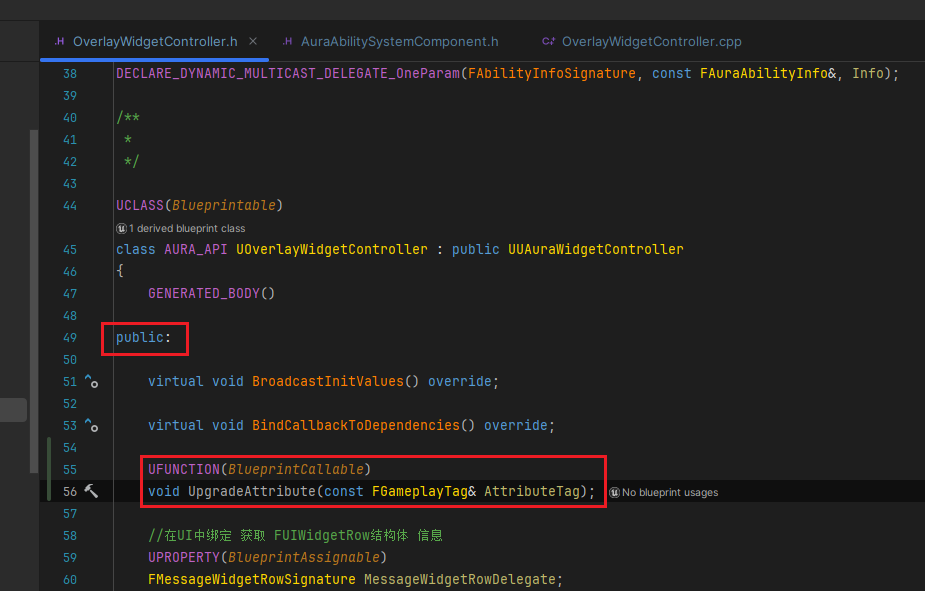 .H OverlayWidgetController.h × .H AuraAbilitySystemComponent.h C+ OverlayWidgetController.cpp
38 DECLARE_DYNAMIC_MULTICAST_DELEGATE_OneParam(FAbilityInfoSignature, const FAuraAbilityInfo&, Info);
39
40 /**
41 *
42 */
43
44 UCLASS(Blueprintable)
1 derived blueprint class
45 class AURA_API UOverlayWidgetController : public UUAuraWidgetController
46 {
47 GENERATED_BODY()
48
49 public:
50
51 virtual void BroadcastInitValues() override;
52
53 virtual void BindCallbackToDependencies() override;
54
55 UFUNCTION(BlueprintCallable)
56 void UpgradeAttribute(const FGameplayTag& AttributeTag); No blueprint usages
57
58 //在UI中绑定 获取 FUIWidgetRow结构体 信息
59 UPROPERTY(BlueprintAssignable)
60 FMessageWidgetRowSignature MessageWidgetRowDelegate;